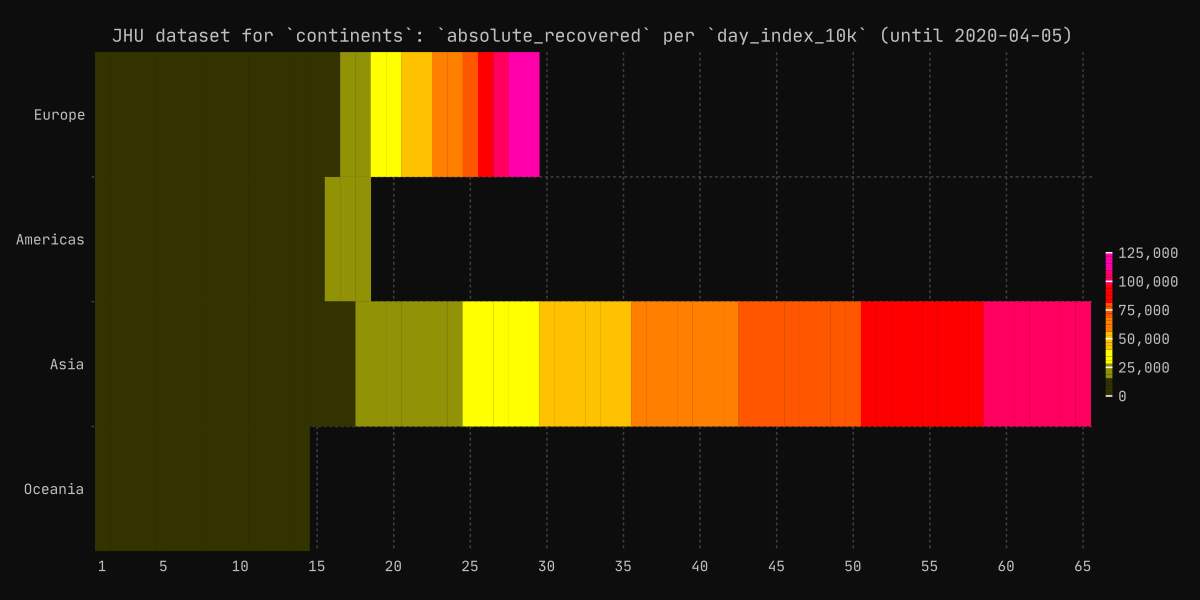 JHU dataset for `continents`: `absolute_recovered` per `day_index_10k` (until 2020-04-05)
Europe
Americas
Asia
Oceania
125,000
100,000
75,000
50,000
25,000
0
1 5 10 15 20 25 30 35 40 45 50 55 60 65